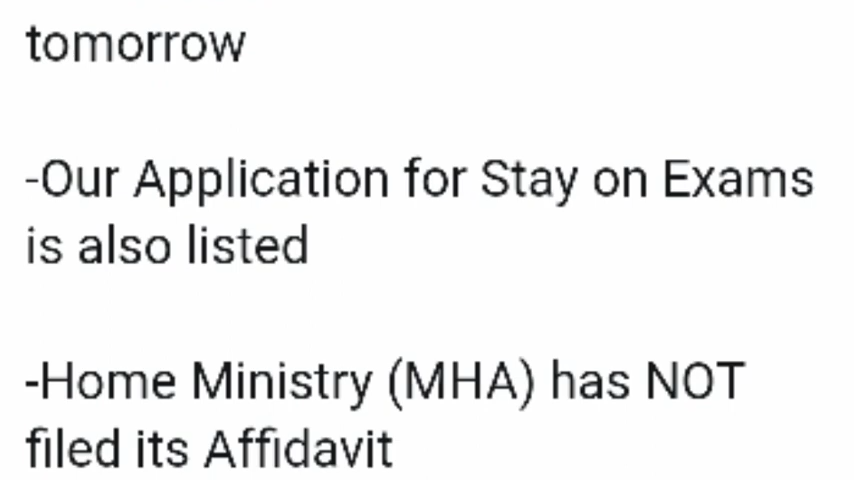 tomorrow
-Our Application for Stay on Exams
is also listed
-Home Ministry (MHA) has NOT
filed its Affidavit